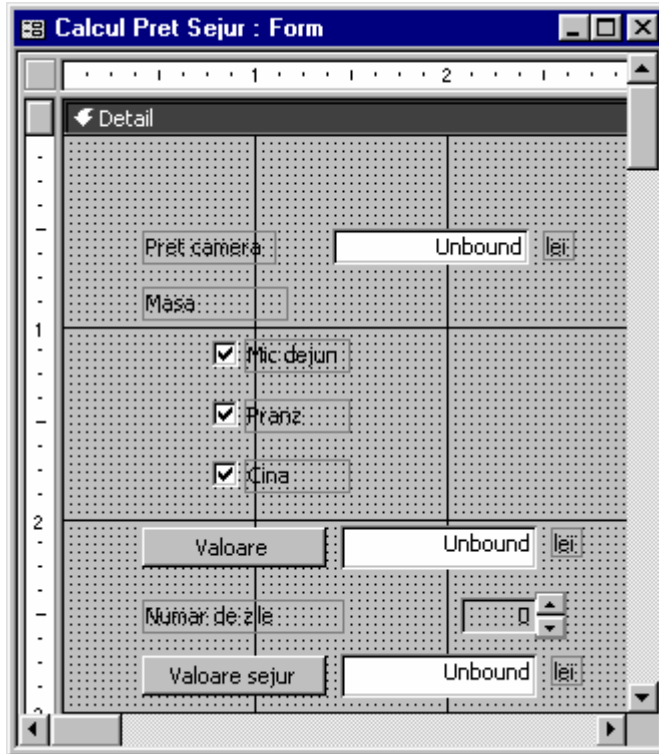 Calcul Pret Sejur : Form
1 2
Detail
Pret camera Unbound lei
Masa
1
Mic dejun
Pranz
Cina
2
Valoare Unbound lei
Numar de zile 0
Valoare sejur Unbound lei